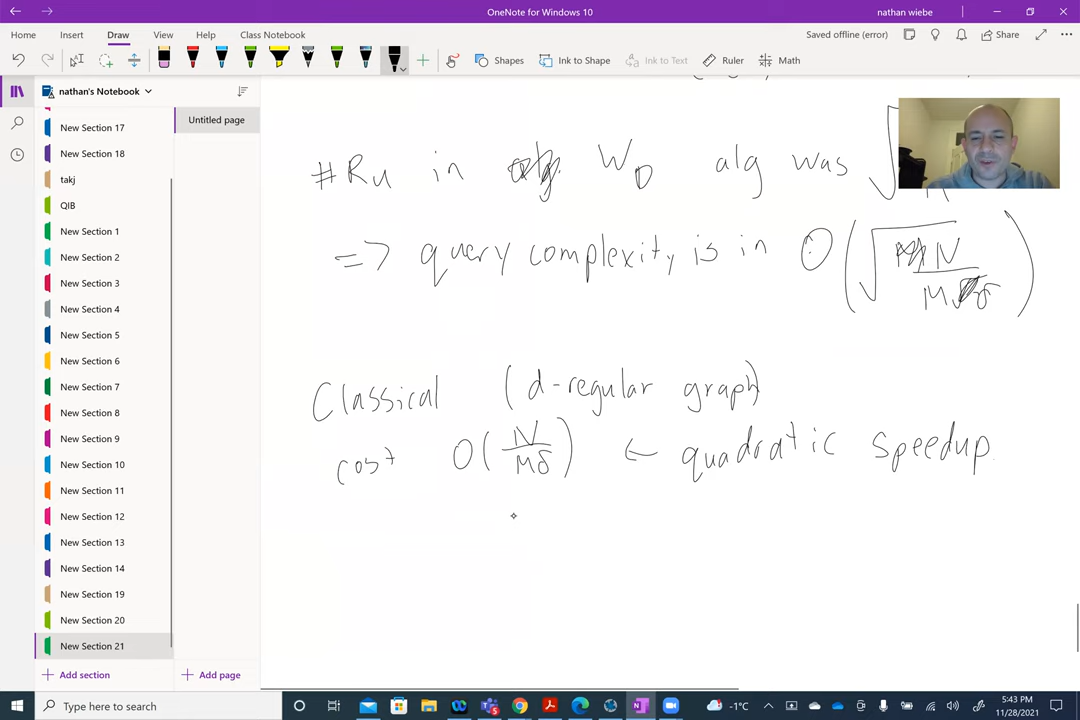 OneNote for Windows 10
nathan wiebe
Home Insert Draw View Help Class Notebook
Saved offline (error) Share
Shapes Ink to Shape Ink to Text Ruler Math
nathan's Notebook
Untitled page
New Section 17
New Section 18
takj
QIB
New Section 1
New Section 2
New Section 3
New Section 4
New Section 5
New Section 6
New Section 7
New Section 8
New Section 9
New Section 10
New Section 11
New Section 12
New Section 13
New Section 14
New Section 19
New Section 20
New Section 21
Add section
Add page
#Ru in W_D alg was √
=> query complexity is in O(√(N/Mδ))
Classical (d-regular graph)
cost O(N/Mδ) ← quadratic speedup.
Type here to search
-1°C
5:43 PM
11/28/2021